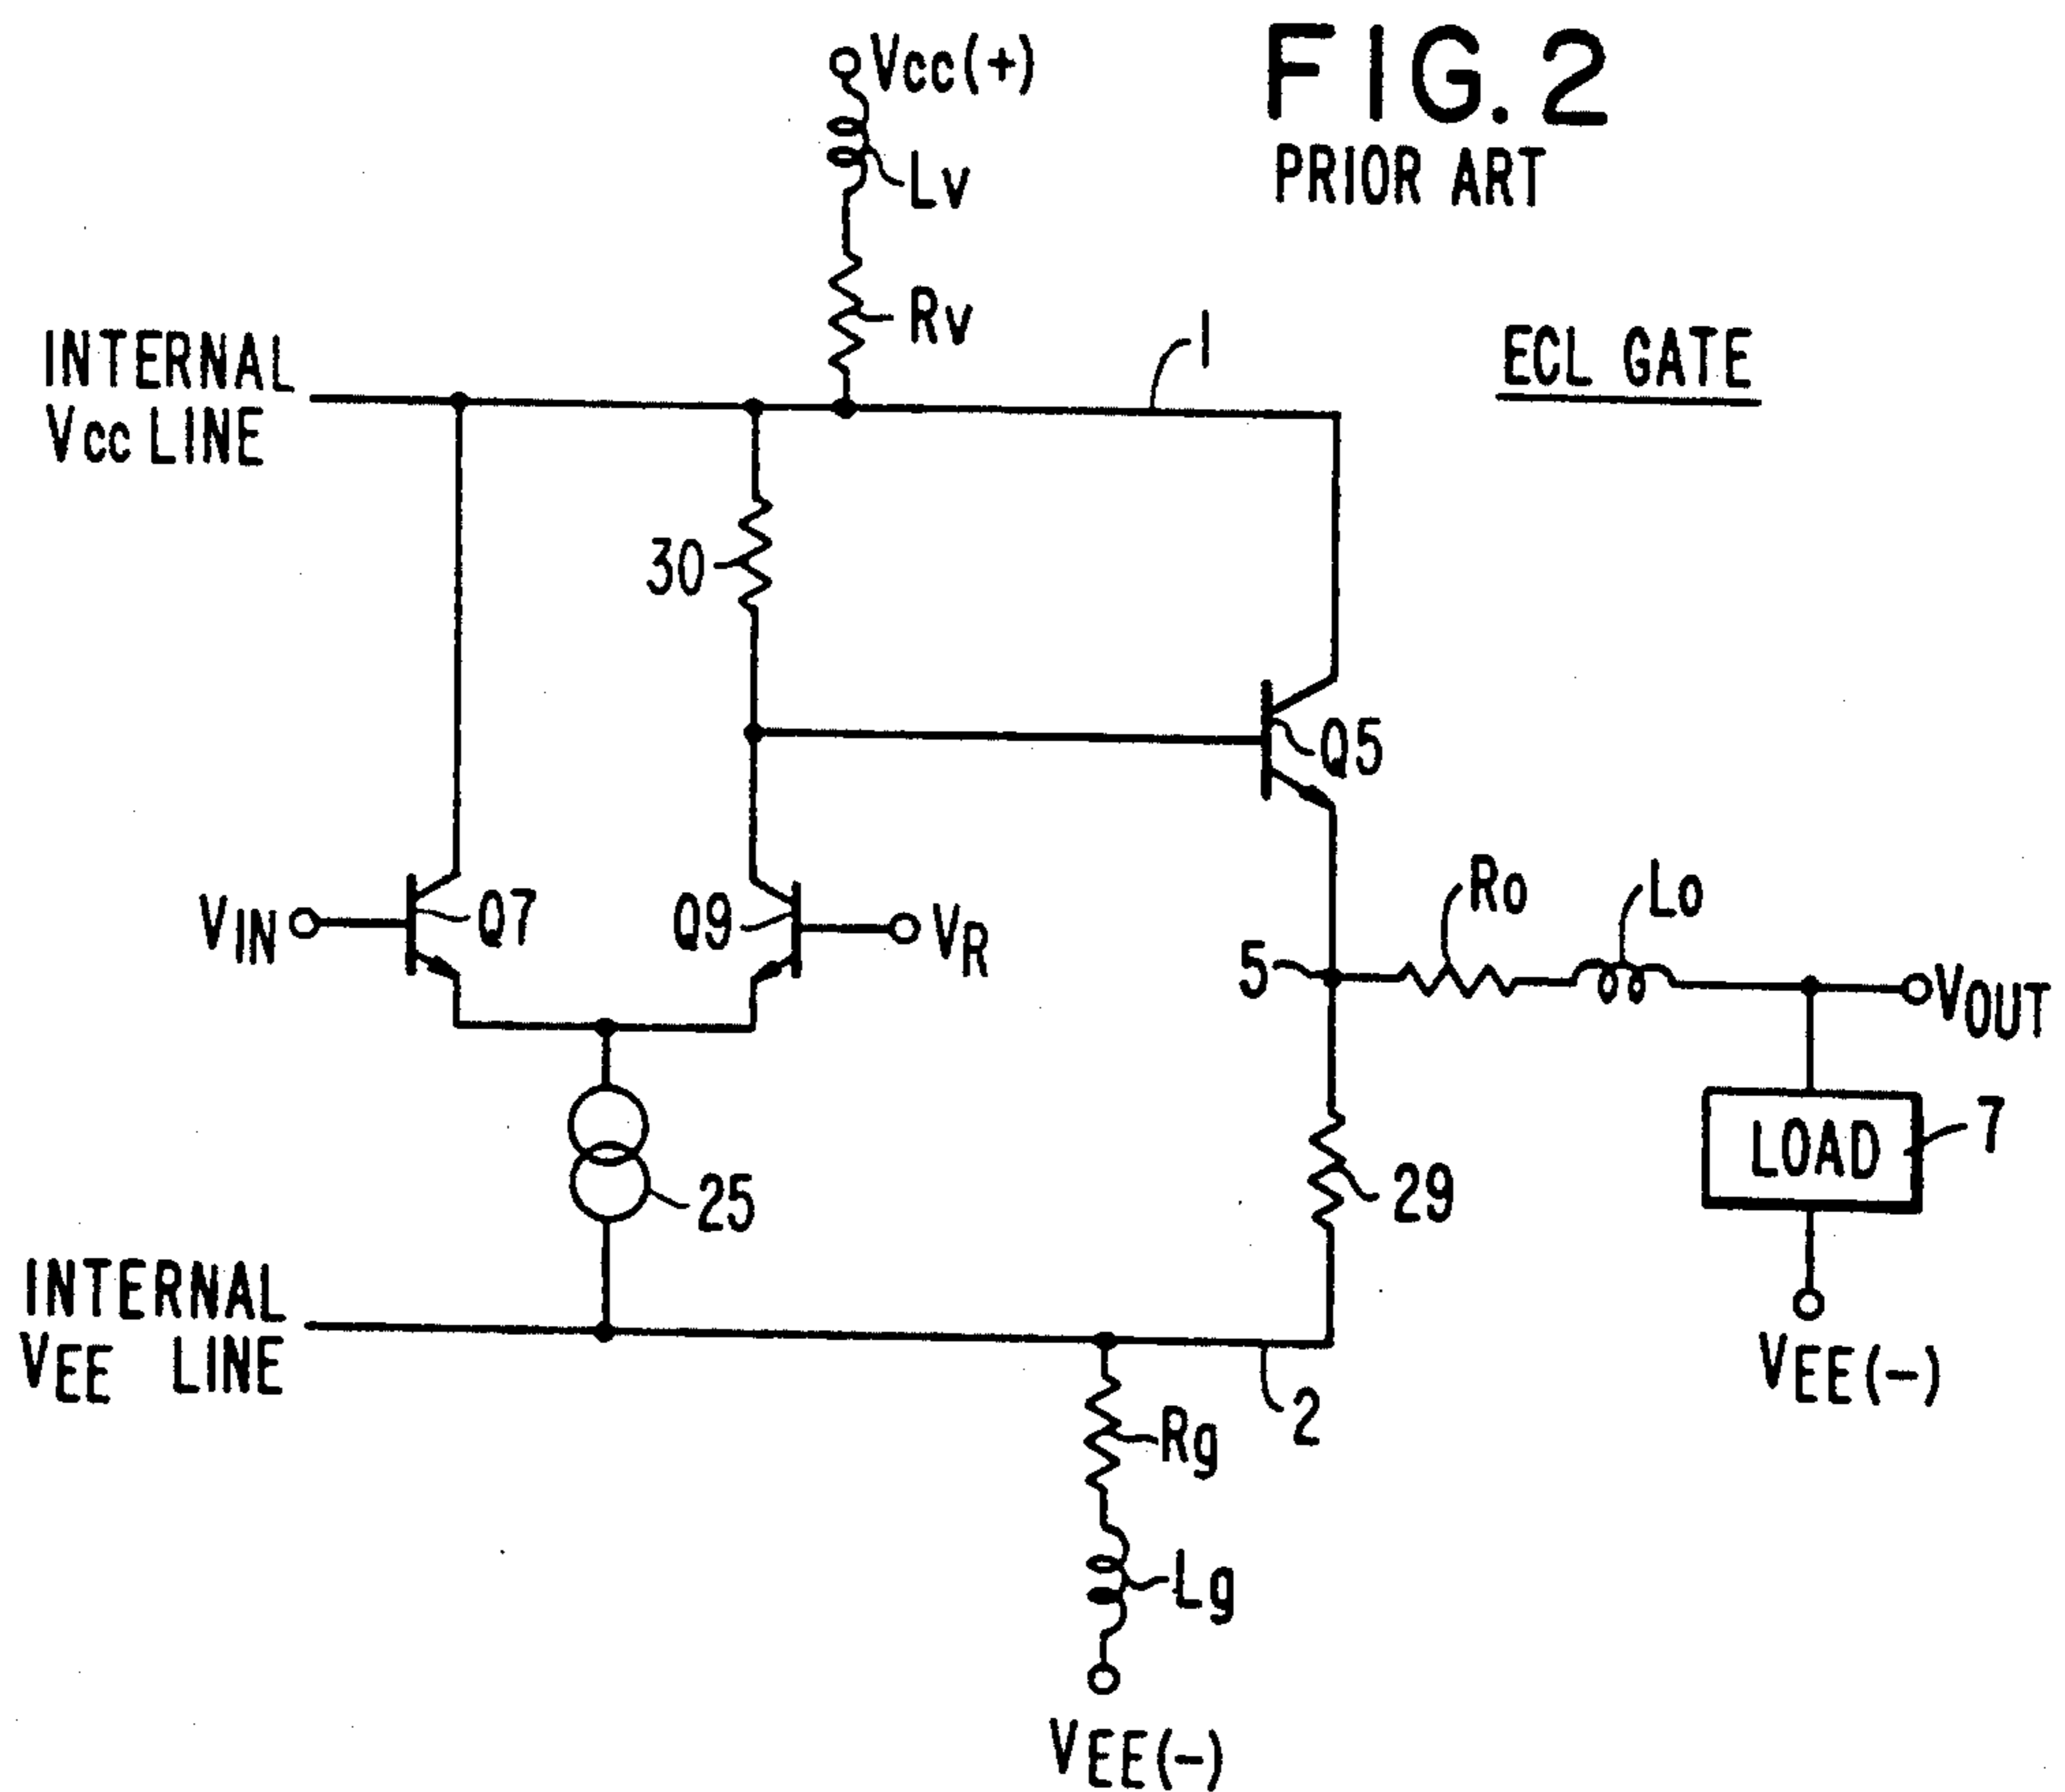 FIG. 2
PRIOR ART
Vcc(+)
Lv
Rv
1
INTERNAL
Vcc LINE
ECL GATE
30
Q5
VIN
Q7
Q9
VR
Ro
Lo
5
VOUT
LOAD
7
25
29
INTERNAL
VEE LINE
VEE(-)
2
Rg
Lg
VEE(-)